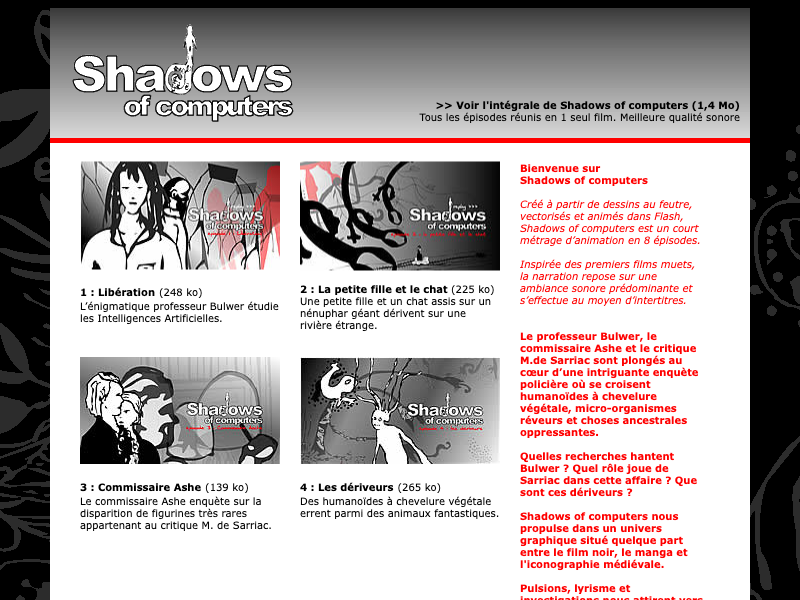 Shadows
of computers
>> Voir l'intégrale de Shadows of computers (1,4 Mo)
Tous les épisodes réunis en 1 seul film. Meilleure qualité sonore
Shadows
of computers
1 : Libération (248 ko)
L’énigmatique professeur Bulwer étudie
les Intelligences Artificielles.
Shadows
of computers
2 : La petite fille et le chat (225 ko)
Une petite fille et un chat assis sur un
nénuphar géant dérivent sur une
rivière étrange.
Shadows
of computers
3 : Commissaire Ashe (139 ko)
Le commissaire Ashe enquète sur la
disparition de figurines très rares
appartenant au critique M. de Sarriac.
Shadows
of computers
4 : Les dériveurs (265 ko)
Des humanoïdes à chevelure végétale
errent parmi des animaux fantastiques.
Bienvenue sur
Shadows of computers
Créé à partir de dessins au feutre,
vectorisés et animés dans Flash,
Shadows of computers est un court
métrage d’animation en 8 épisodes.
Inspirée des premiers films muets,
la narration repose sur une
ambiance sonore prédominante et
s’effectue au moyen d’intertitres.
Le professeur Bulwer, le
commissaire Ashe et le critique
M.de Sarriac sont plongés au
cœur d’une intriguante enquète
policière où se croisent
humanoïdes à chevelure
végétale, micro-organismes
réveurs et choses ancestrales
oppressantes.
Quelles recherches hantent
Bulwer ? Quel rôle joue de
Sarriac dans cette affaire ? Que
sont ces dériveurs ?
Shadows of computers nous
propulse dans un univers
graphique situé quelque part
entre le film noir, le manga et
l'iconographie médiévale.
Pulsions, lyrisme et
investigations nous attirent vers